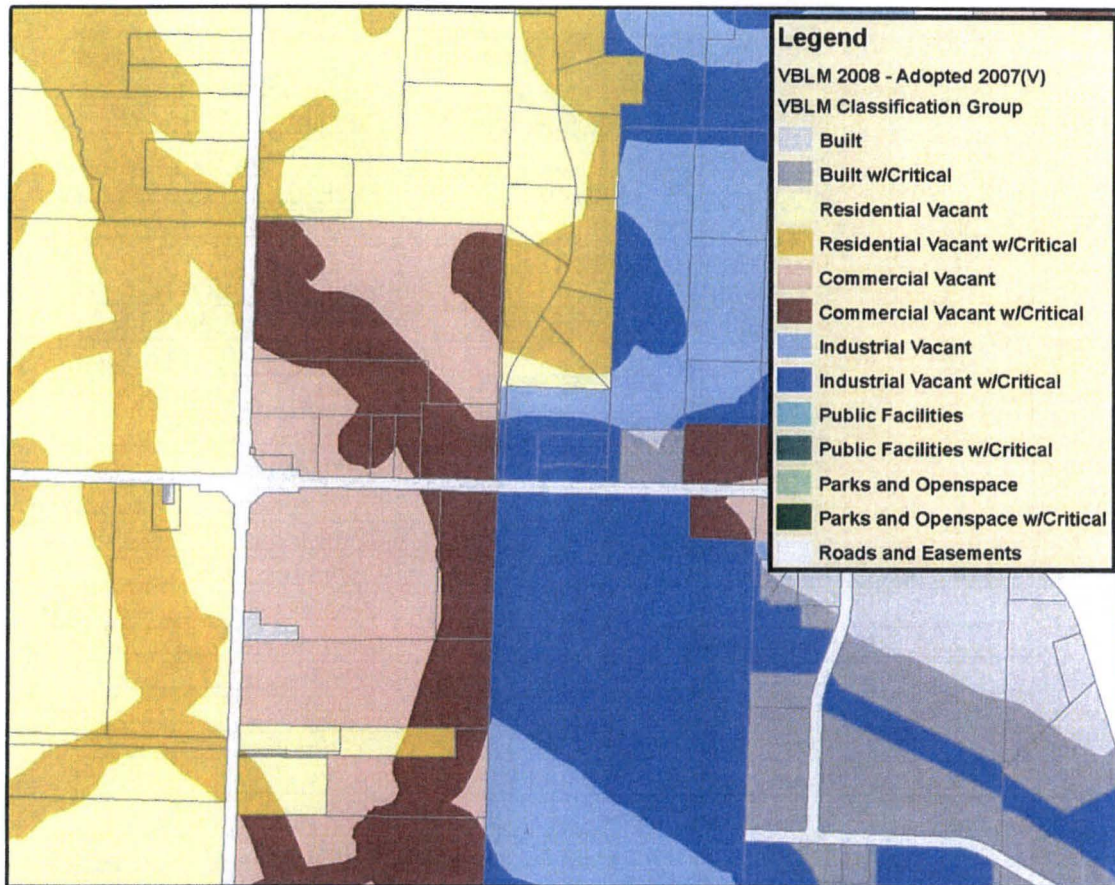 Legend
VBLM 2008 - Adopted 2007(V)
VBLM Classification Group
Built
Built w/Critical
Residential Vacant
Residential Vacant w/Critical
Commercial Vacant
Commercial Vacant w/Critical
Industrial Vacant
Industrial Vacant w/Critical
Public Facilities
Public Facilities w/Critical
Parks and Openspace
Parks and Openspace w/Critical
Roads and Easements